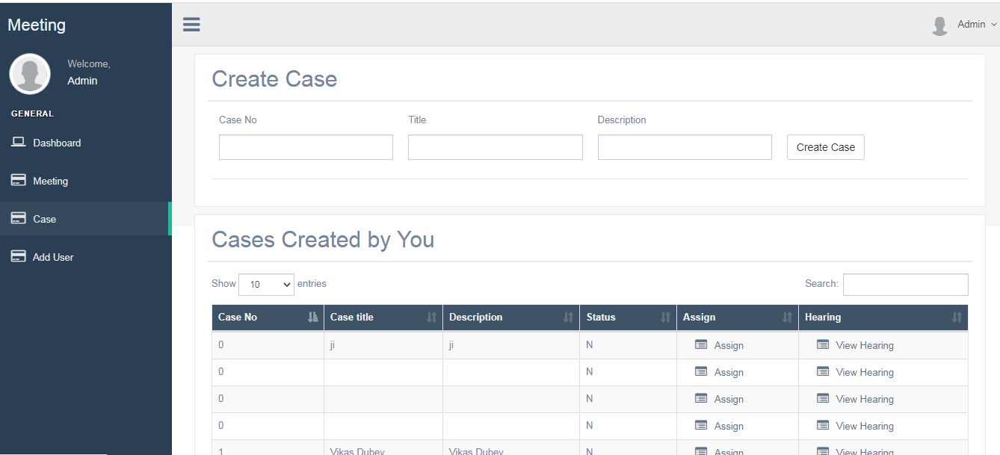 Meeting
Admin
Welcome,
Admin
GENERAL
Dashboard
Meeting
Case
Add User
Create Case
Case No Title Description
Create Case
Cases Created by You
Show 10 entries Search:
Case No Case title Description Status Assign Hearing
0 ji ji N Assign View Hearing
0 N Assign View Hearing
0 N Assign View Hearing
0 N Assign View Hearing
1 Vikas Dubey Vikas Dubey N Assign View Hearing